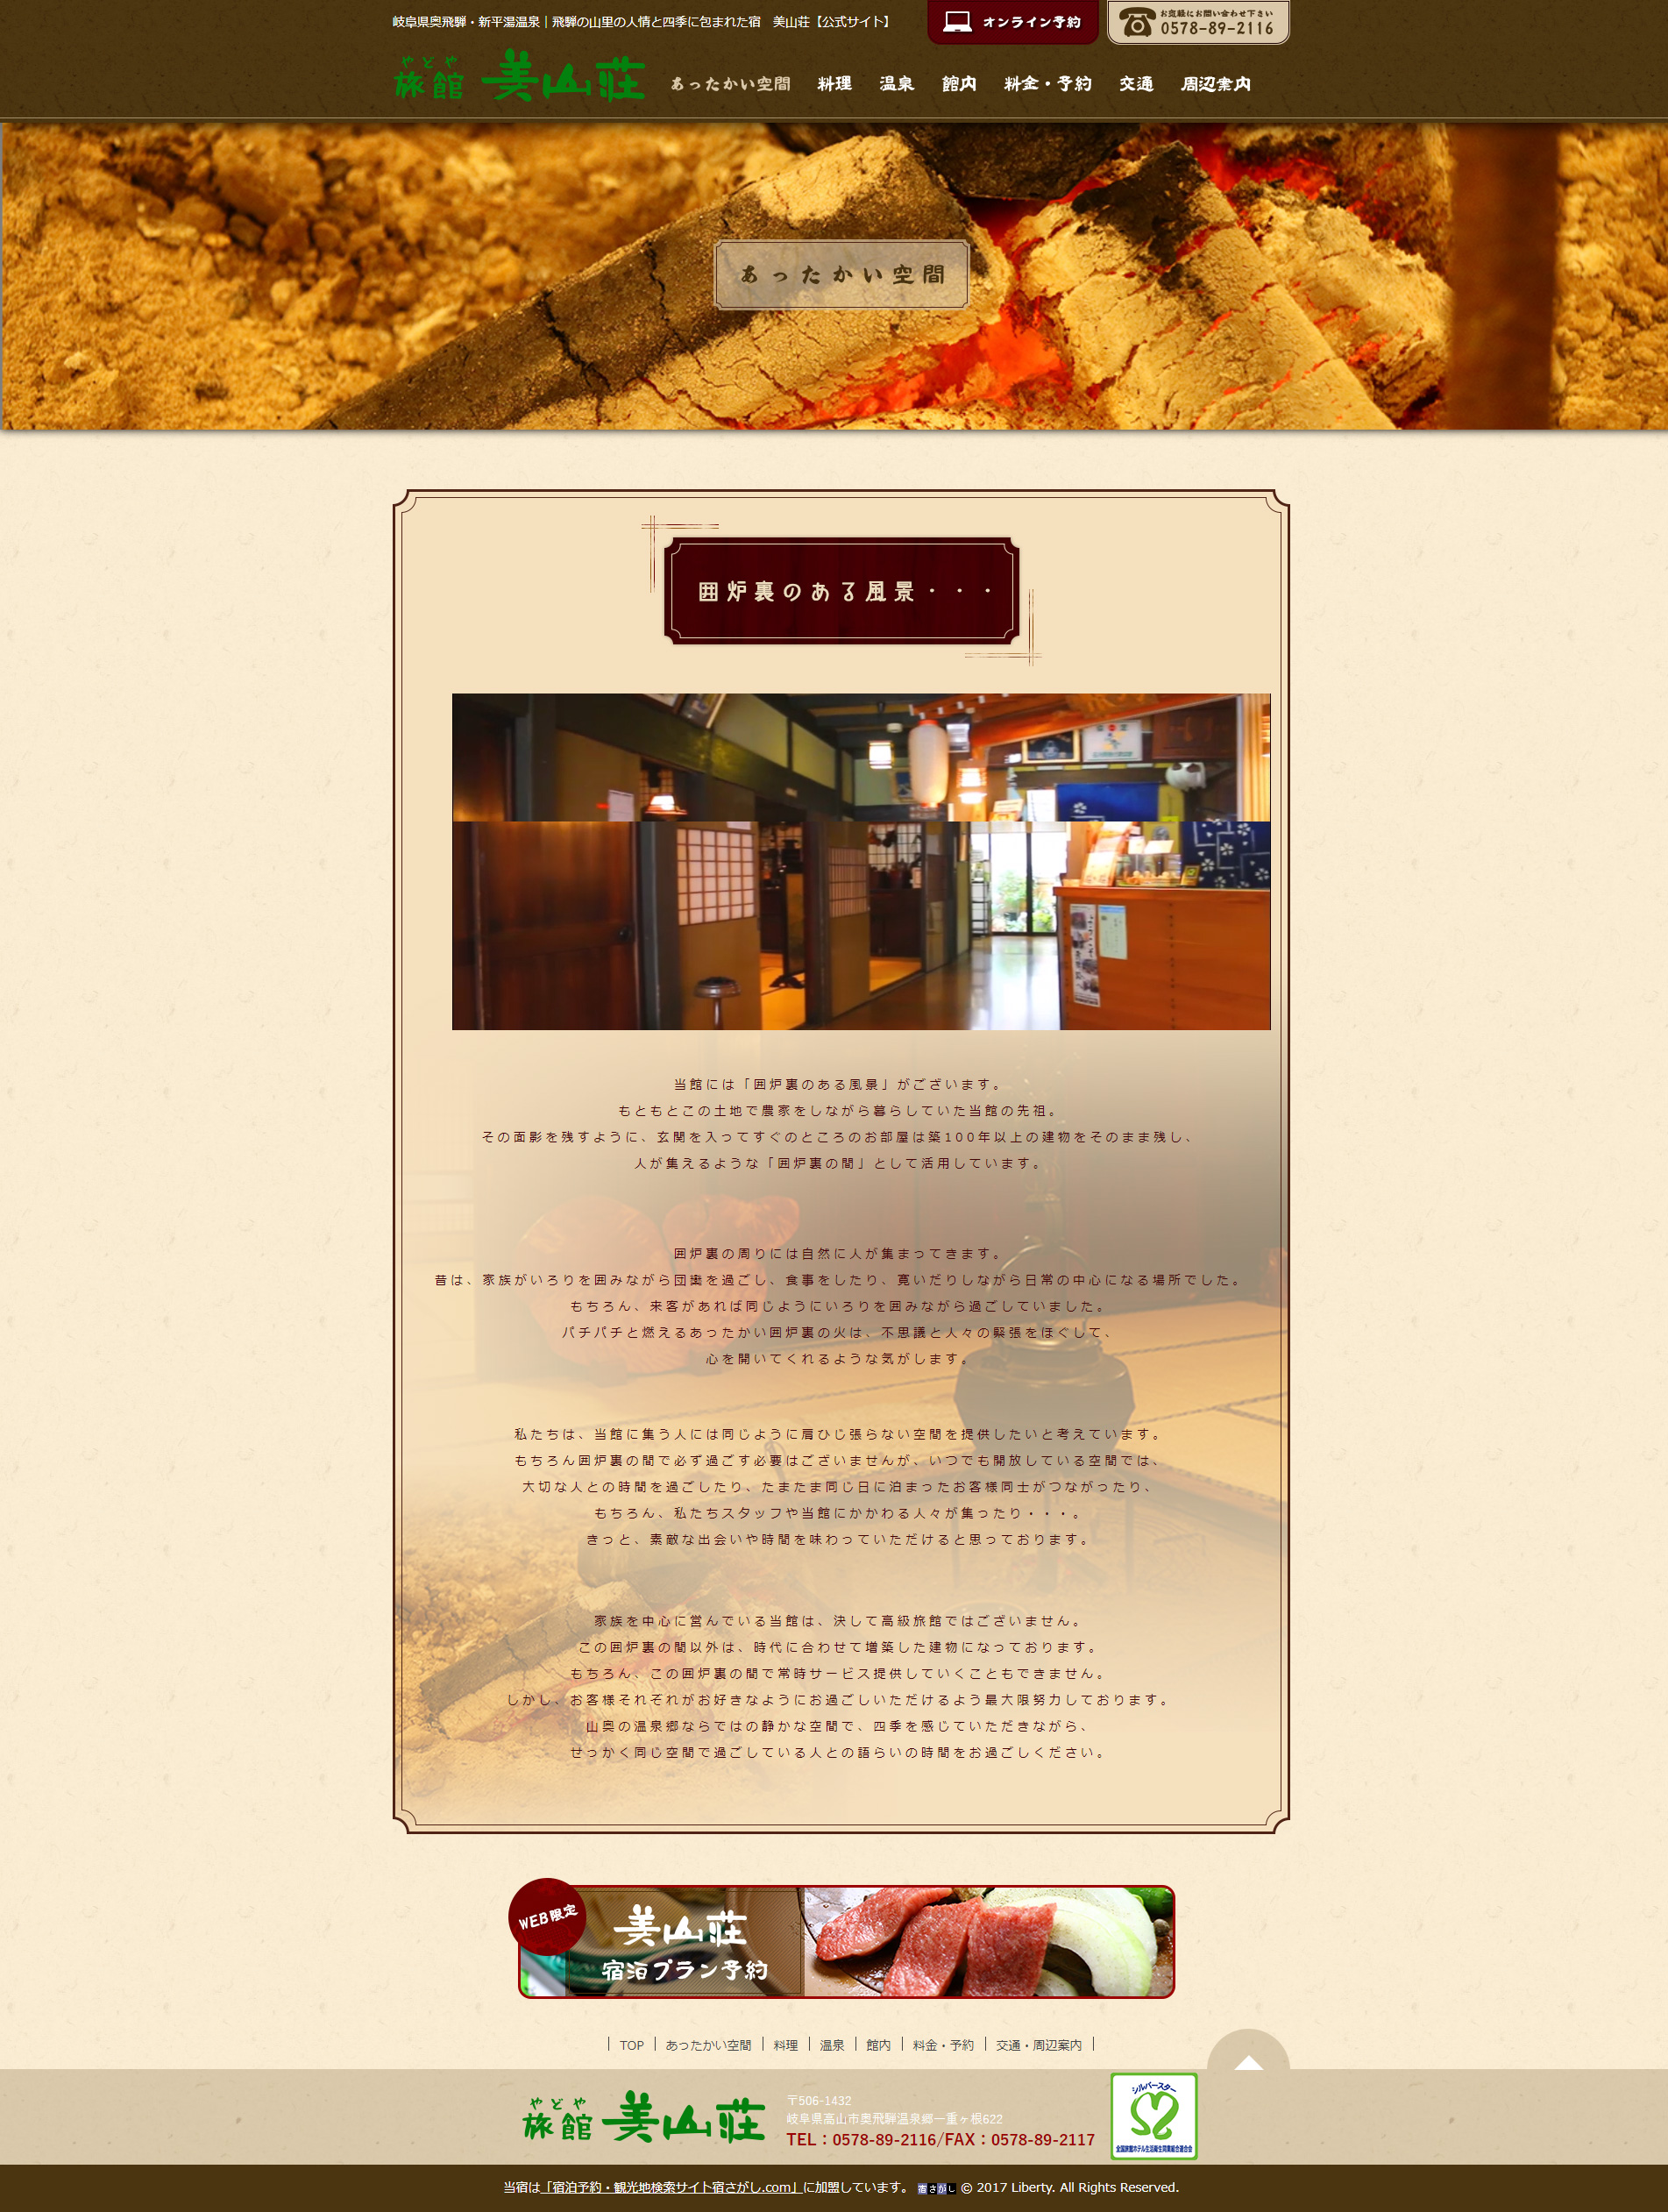 岐阜県奥飛騨・新平湯温泉｜飛騨の山里の人情と四季に包まれた宿　美山荘【公式サイト】
オンライン予約
お気軽にお問い合わせ下さい
0578-89-2116
やどや
旅館 美山荘
あったかい空間 料理 温泉 館内 料金・予約 交通 周辺案内
あったかい空間
囲炉裏のある風景・・・
当館には「囲炉裏のある風景」がございます。
もともとこの土地で農家をしながら暮らしていた当館の先祖。
その面影を残すように、玄関を入ってすぐのところのお部屋は築100年以上の建物をそのまま残し、
人が集えるような「囲炉裏の間」として活用しています。
囲炉裏の周りには自然に人が集まってきます。
昔は、家族がいろりを囲みながら団欒を過ごし、食事をしたり、寛いだりしながら日常の中心になる場所でした。
もちろん、来客があれば同じようにいろりを囲みながら過ごしていました。
パチパチと燃えるあったかい囲炉裏の火は、不思議と人々の緊張をほぐして、
心を開いてくれるような気がします。
私たちは、当館に集う人には同じように肩ひじ張らない空間を提供したいと考えています。
もちろん囲炉裏の間で必ず過ごす必要はございませんが、いつでも開放している空間では、
大切な人との時間を過ごしたり、たまたま同じ日に泊まったお客様同士がつながったり、
もちろん、私たちスタッフや当館にかかわる人々が集ったり・・・。
きっと、素敵な出会いや時間を味わっていただけると思っております。
家族を中心に営んでいる当館は、決して高級旅館ではございません。
この囲炉裏の間以外は、時代に合わせて増築した建物になっております。
もちろん、この囲炉裏の間で常時サービス提供していくこともできません。
しかし、お客様それぞれがお好きなようにお過ごしいただけるよう最大限努力しております。
山奥の温泉郷ならではの静かな空間で、四季を感じていただきながら、
せっかく同じ空間で過ごしている人との語らいの時間をお過ごしください。
WEB限定
美山荘
宿泊プラン予約
TOP あったかい空間 料理 温泉 館内 料金・予約 交通・周辺案内
やどや
旅館 美山荘
〒506-1432
岐阜県高山市奥飛騨温泉郷一重ヶ根622
TEL：0578-89-2116/FAX：0578-89-2117
シルバースター
全国旅館ホテル生活衛生同業組合連合会
当宿は「宿泊予約・観光地検索サイト宿さがし.com」に加盟しています。 宿さがし © 2017 Liberty. All Rights Reserved.